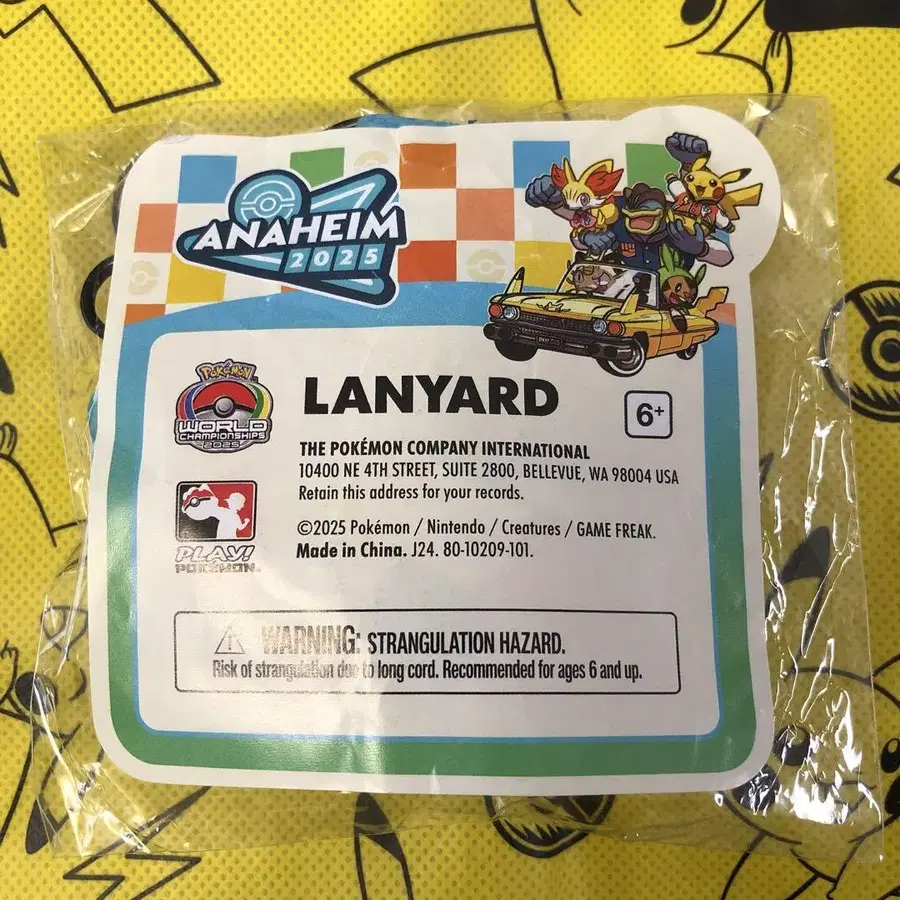 ANAHEIM
2025
Pokémon
WORLD
CHAMPIONSHIPS
2025
LANYARD
6+
THE POKÉMON COMPANY INTERNATIONAL
10400 NE 4TH STREET, SUITE 2800, BELLEVUE, WA 98004 USA
Retain this address for your records.
PLAY!
POKÉMON.
©2025 Pokémon / Nintendo / Creatures / GAME FREAK.
Made in China. J24. 80-10209-101.
WARNING: STRANGULATION HAZARD.
Risk of strangulation due to long cord. Recommended for ages 6 and up.